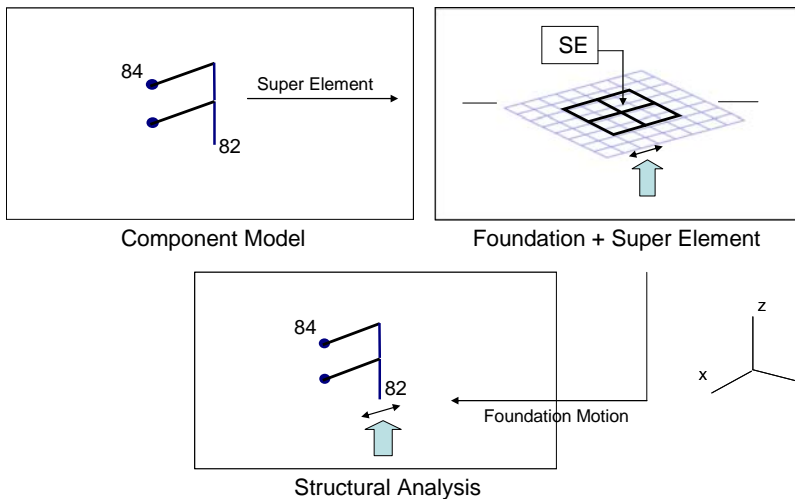 84
82
Super Element
SE
Component Model
Foundation + Super Element
84
82
Foundation Motion
z
x
Structural Analysis